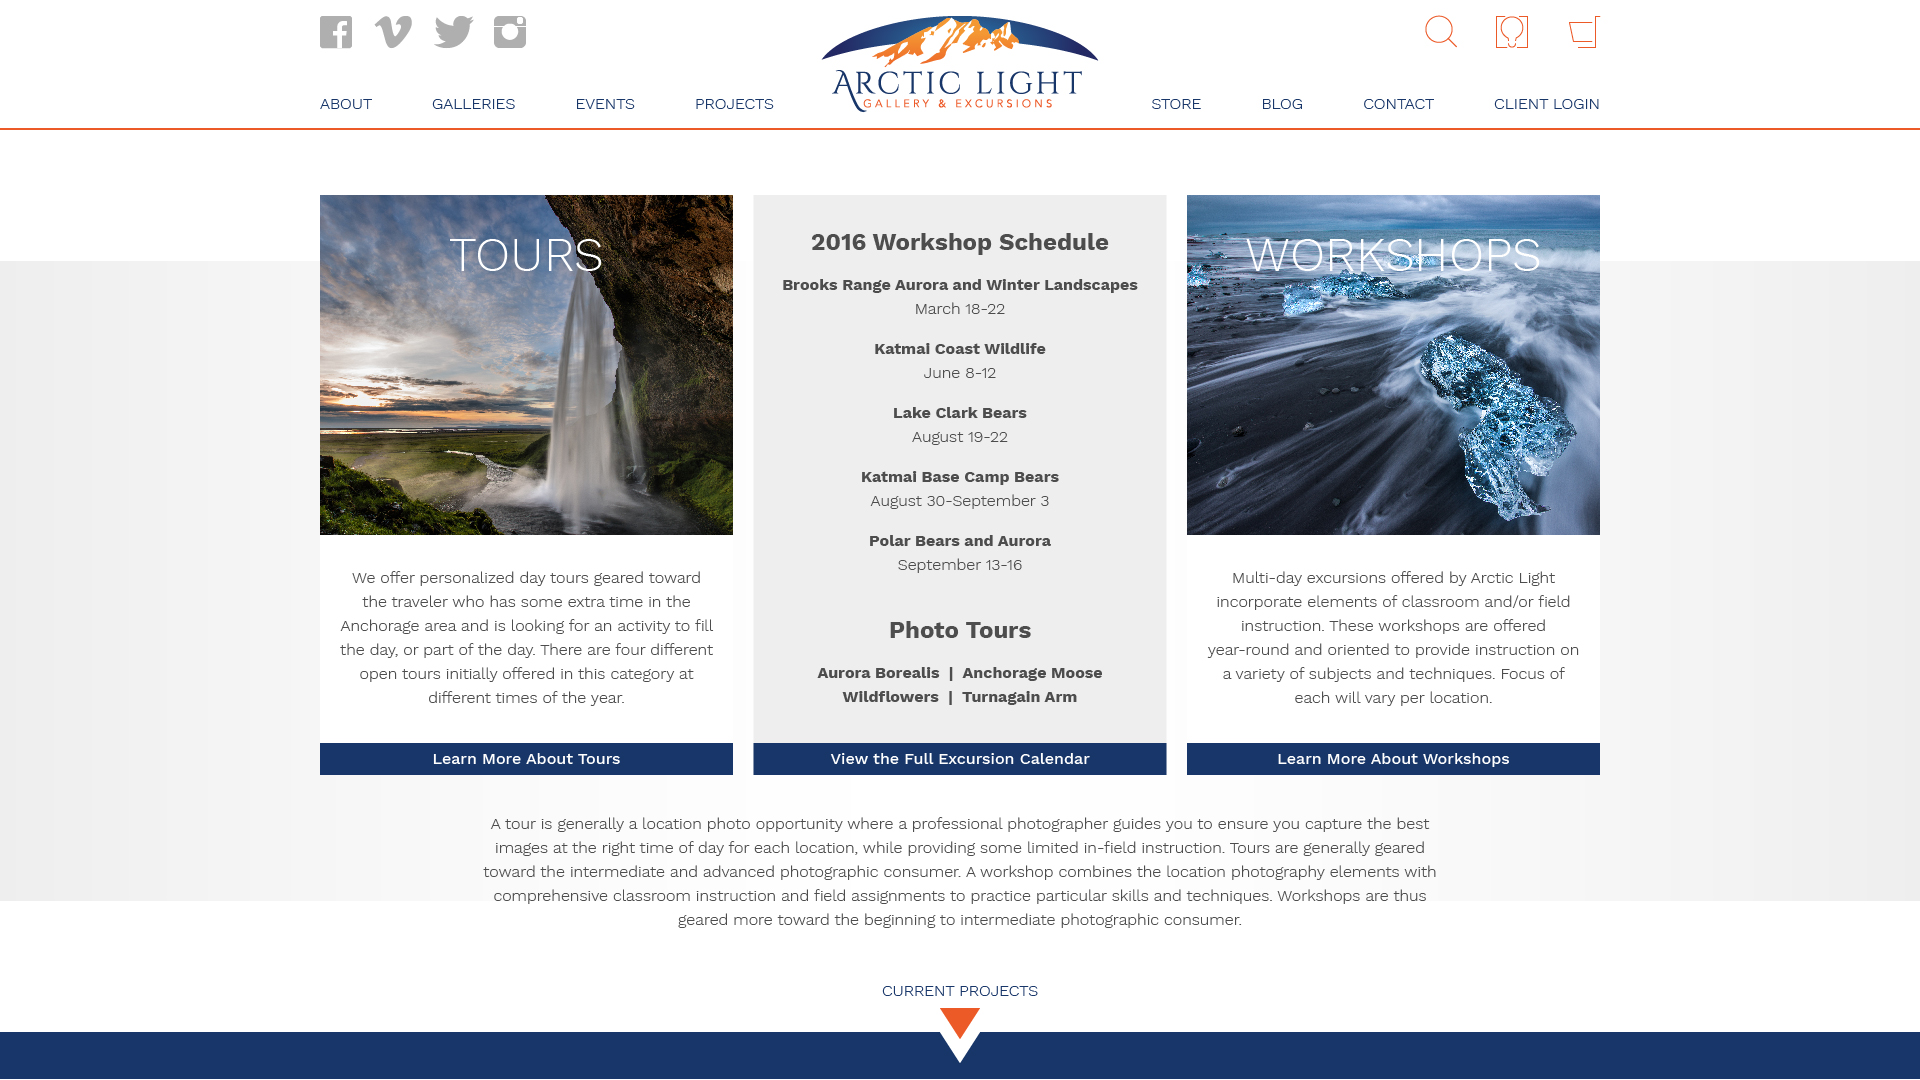 ARCTIC LIGHT
GALLERY & EXCURSIONS
ABOUT
GALLERIES
EVENTS
PROJECTS
STORE
BLOG
CONTACT
CLIENT LOGIN
TOURS
We offer personalized day tours geared toward
the traveler who has some extra time in the
Anchorage area and is looking for an activity to fill
the day, or part of the day. There are four different
open tours initially offered in this category at
different times of the year.
Learn More About Tours
2016 Workshop Schedule
Brooks Range Aurora and Winter Landscapes
March 18-22
Katmai Coast Wildlife
June 8-12
Lake Clark Bears
August 19-22
Katmai Base Camp Bears
August 30-September 3
Polar Bears and Aurora
September 13-16
Photo Tours
Aurora Borealis | Anchorage Moose
Wildflowers | Turnagain Arm
View the Full Excursion Calendar
WORKSHOPS
Multi-day excursions offered by Arctic Light
incorporate elements of classroom and/or field
instruction. These workshops are offered
year-round and oriented to provide instruction on
a variety of subjects and techniques. Focus of
each will vary per location.
Learn More About Workshops
A tour is generally a location photo opportunity where a professional photographer guides you to ensure you capture the best
images at the right time of day for each location, while providing some limited in-field instruction. Tours are generally geared
toward the intermediate and advanced photographic consumer. A workshop combines the location photography elements with
comprehensive classroom instruction and field assignments to practice particular skills and techniques. Workshops are thus
geared more toward the beginning to intermediate photographic consumer.
CURRENT PROJECTS